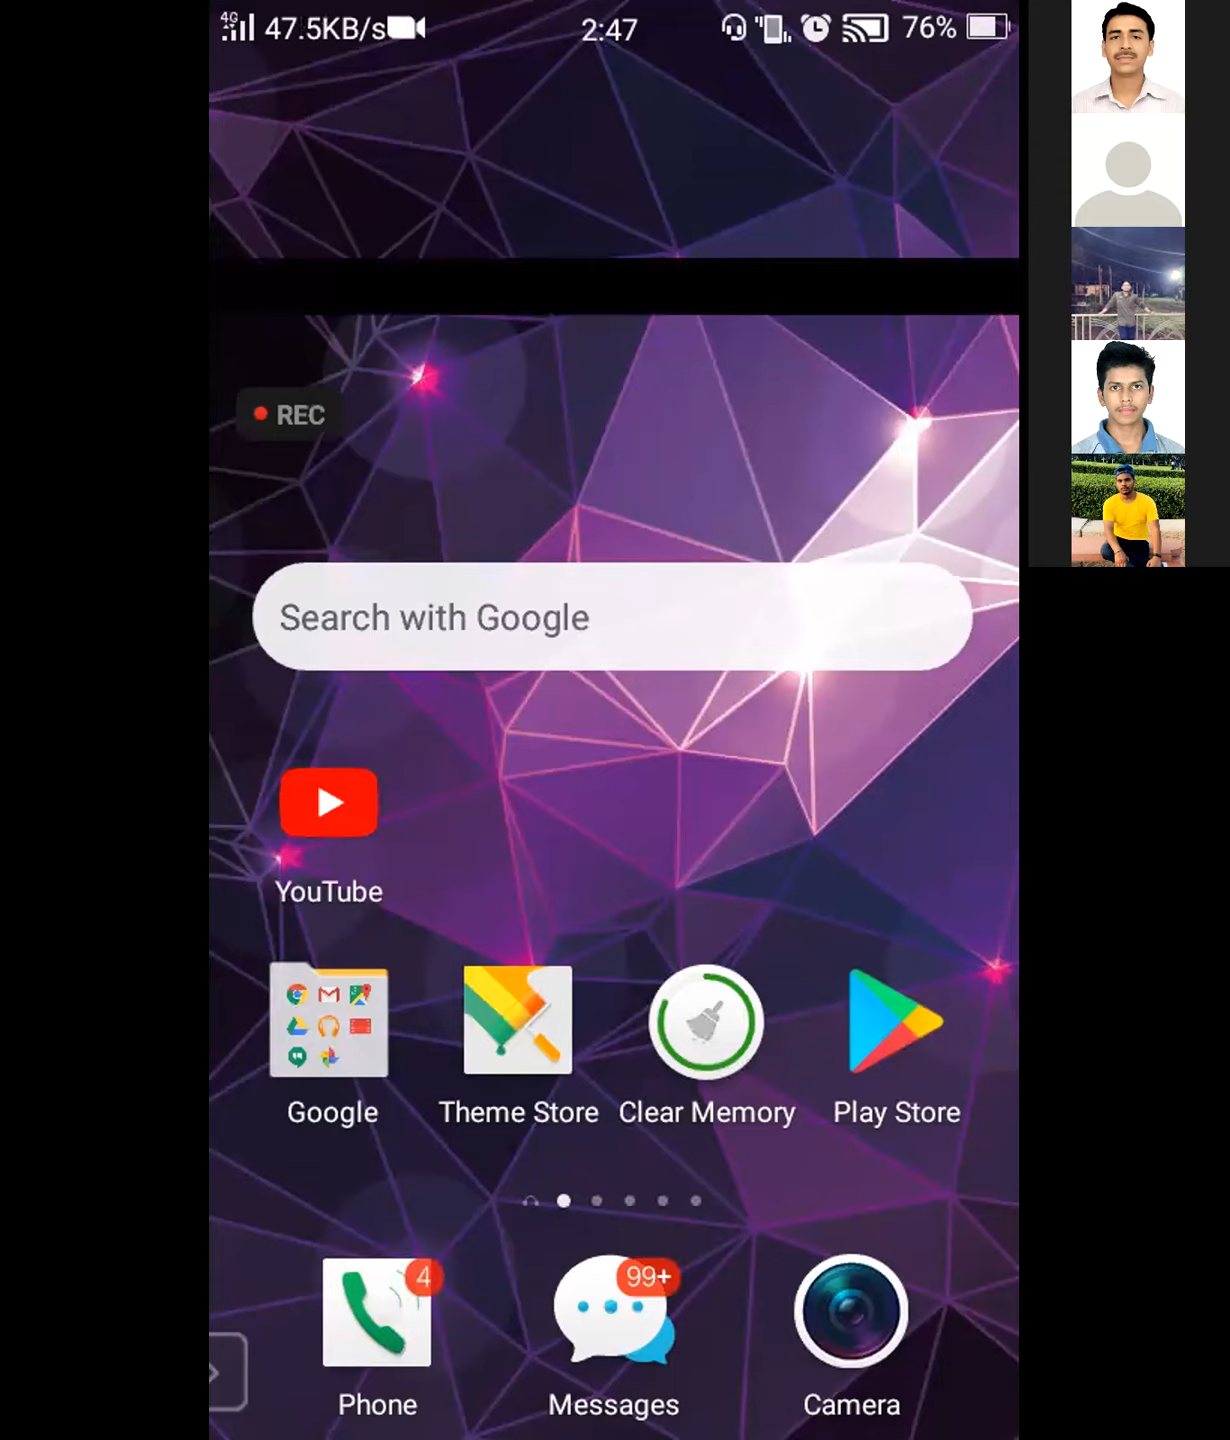 4G 47.5KB/s 2:47 76%
REC
Search with Google
YouTube
Google Theme Store Clear Memory Play Store
4 99+
Phone Messages Camera